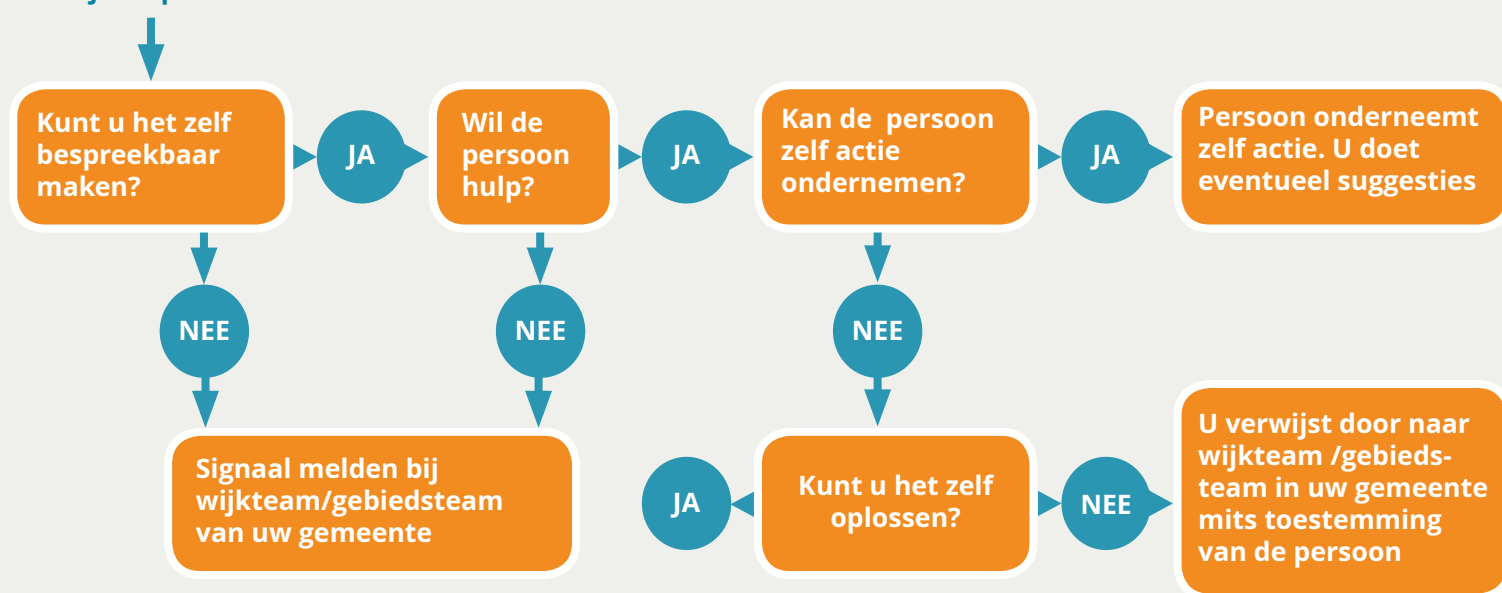 Kunt u het zelf
bespreekbaar
maken?
JA
Wil de
persoon
hulp?
JA
Kan de persoon
zelf actie
ondernemen?
JA
Persoon onderneemt
zelf actie. U doet
eventueel suggesties
NEE
NEE
NEE
Signaal melden bij
wijkteam/gebiedsteam
van uw gemeente
JA
Kunt u het zelf
oplossen?
NEE
U verwijst door naar
wijkteam /gebieds-
team in uw gemeente
mits toestemming
van de persoon